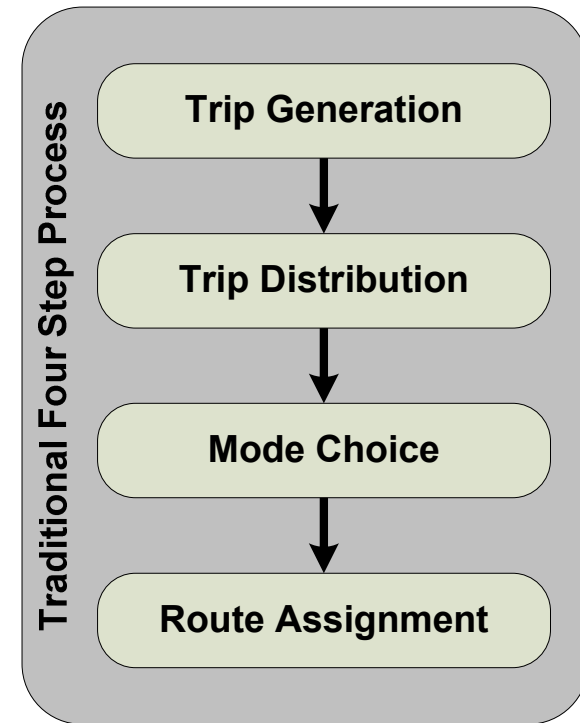 Traditional Four Step Process
Trip Generation
Trip Distribution
Mode Choice
Route Assignment